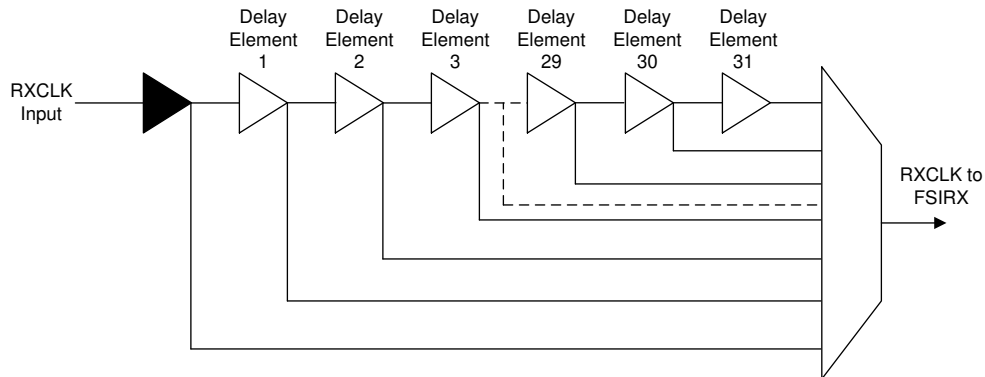 Delay
Element
1
Delay
Element
2
Delay
Element
3
Delay
Element
29
Delay
Element
30
Delay
Element
31
RXCLK
Input
RXCLK to
FSIRX